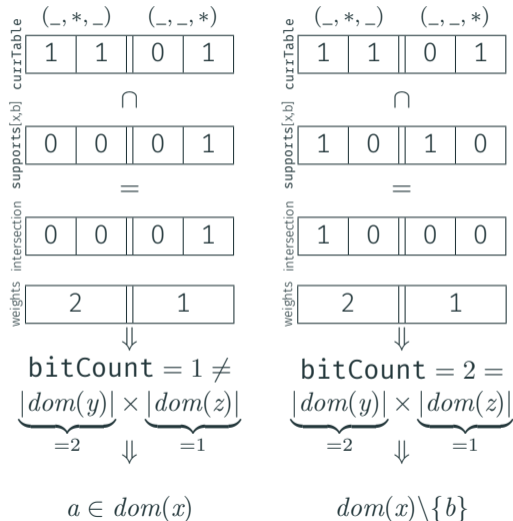 (_, *, _) (_, _, *)
currTable 1 1 0 1
∩
supports[x,b] 0 0 0 1
=
intersection 0 0 0 1
weights 2 1
⇓
bitCount = 1 ≠
|dom(y)| × |dom(z)|
=2 ⇓ =1
a ∈ dom(x)
(_, *, _) (_, _, *)
currTable 1 1 0 1
∩
supports[x,b] 1 0 1 0
=
intersection 1 0 0 0
weights 2 1
⇓
bitCount = 2 =
|dom(y)| × |dom(z)|
=2 ⇓ =1
dom(x)\{b}